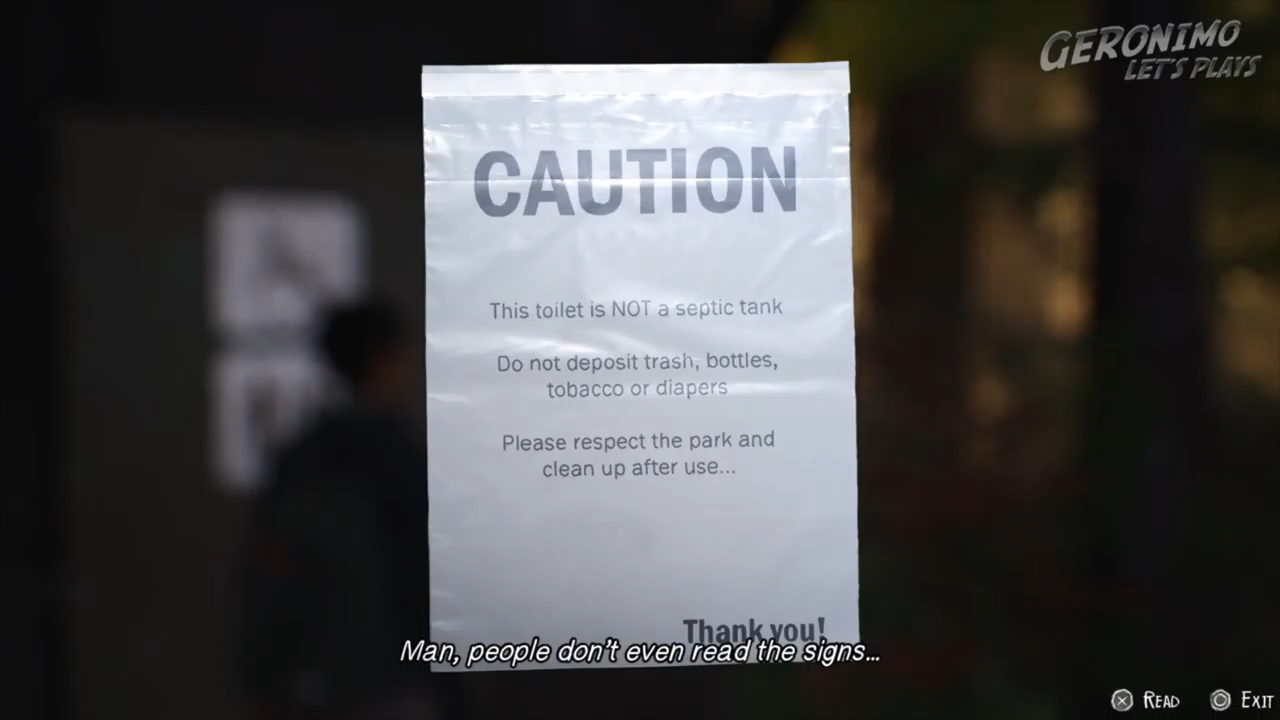 GERONIMO
LET'S PLAYS
CAUTION
This toilet is NOT a septic tank
Do not deposit trash, bottles,
tobacco or diapers
Please respect the park and
clean up after use...
Thank you!
Man, people don't even read the signs...
READ
EXIT